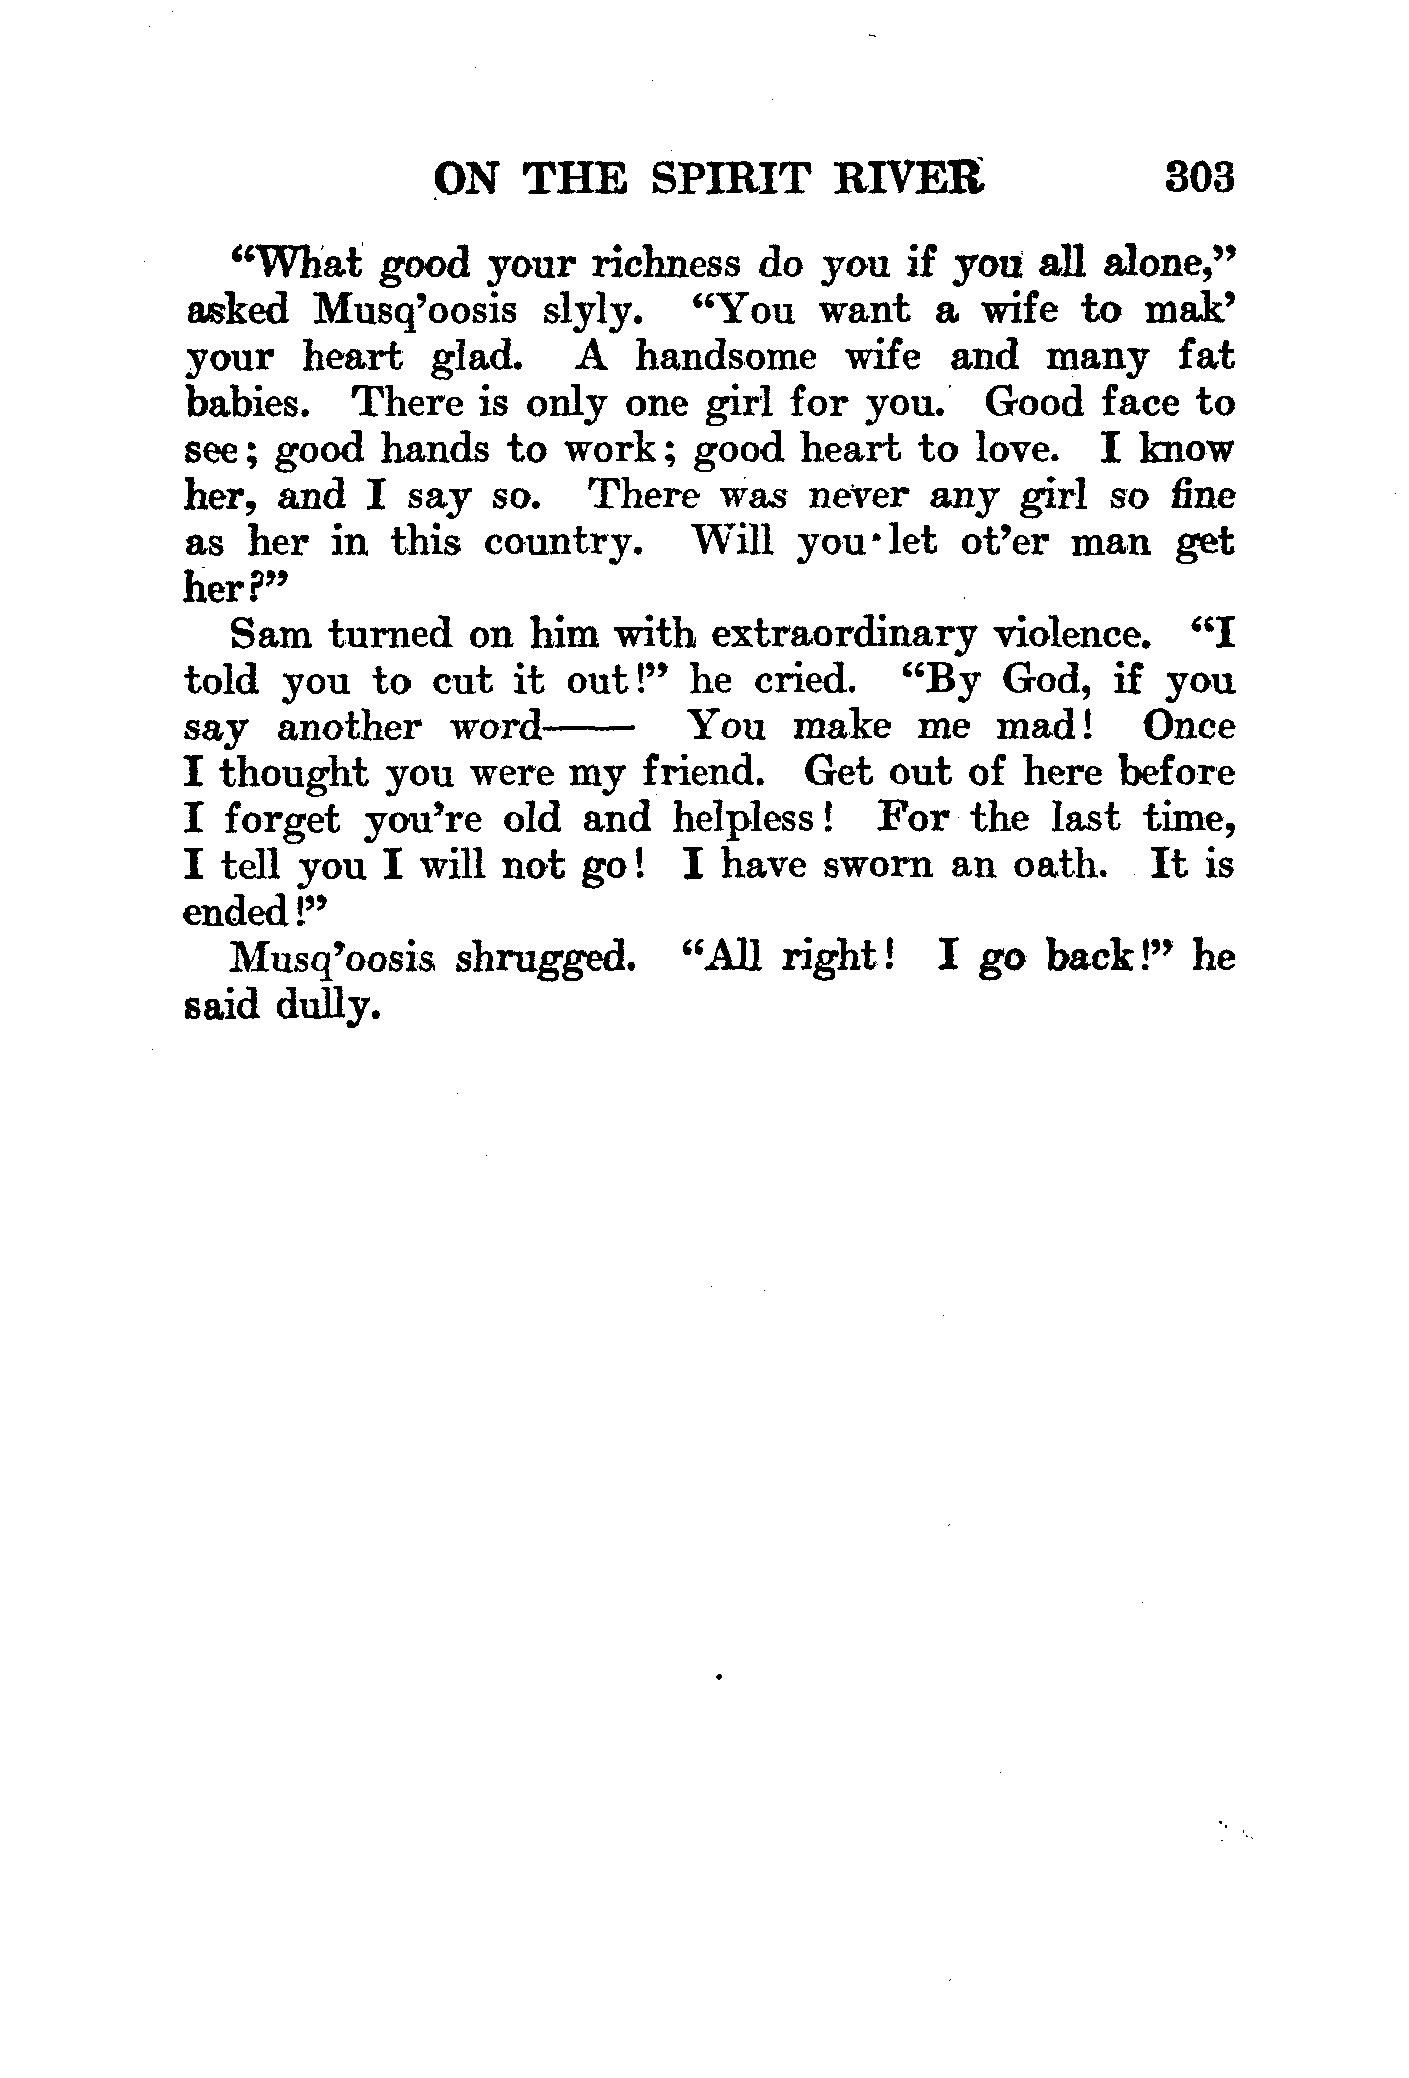 ON THE SPIRIT RIVER 303
“What good your richness do you if you all alone,”
asked Musq’oosis slyly. “You want a wife to mak’
your heart glad. A handsome wife and many fat
babies. There is only one girl for you. Good face to
see; good hands to work; good heart to love. I know
her, and I say so. There was never any girl so fine
as her in this country. Will you let ot’er man get
her?”
Sam turned on him with extraordinary violence. “I
told you to cut it out!” he cried. “By God, if you
say another word—— You make me mad! Once
I thought you were my friend. Get out of here before
I forget you’re old and helpless! For the last time,
I tell you I will not go! I have sworn an oath. It is
ended!”
Musq’oosis shrugged. “All right! I go back!” he
said dully.